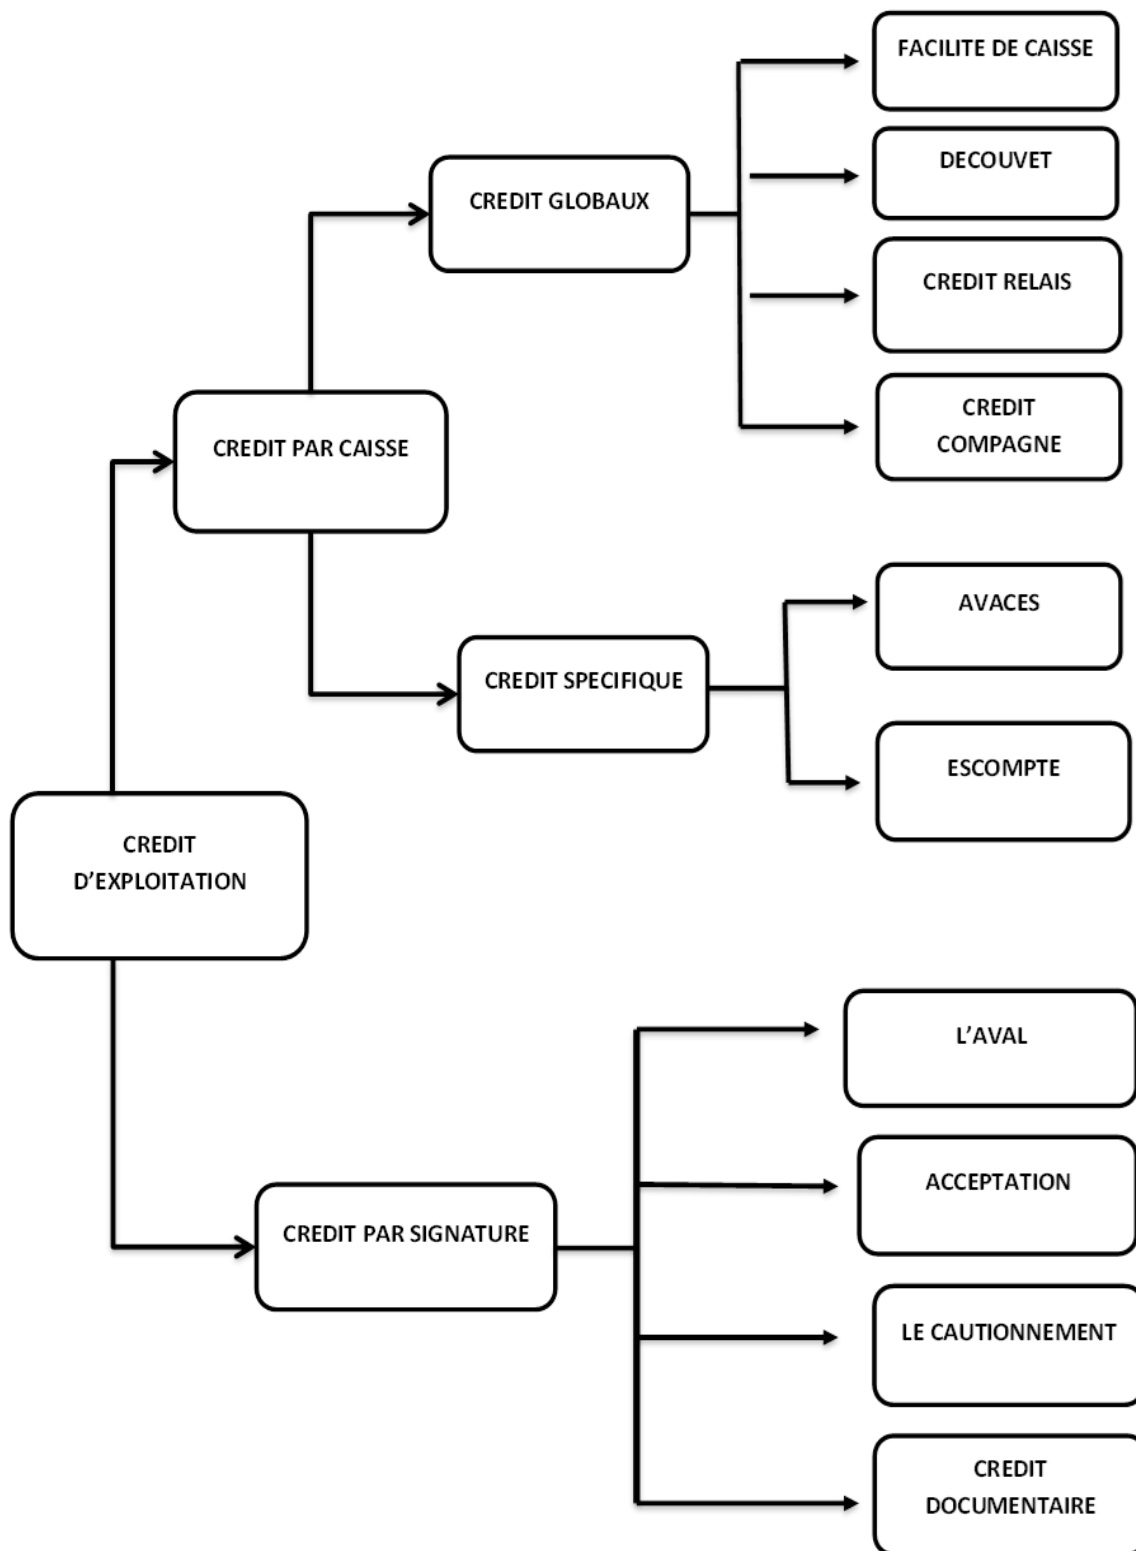 FACILITE DE CAISSE
DECOUVET
CREDIT GLOBAUX
CREDIT RELAIS
CREDIT
COMPAGNE
CREDIT PAR CAISSE
AVACES
CREDIT SPECIFIQUE
ESCOMPTE
CREDIT
D'EXPLOITATION
L'AVAL
ACCEPTATION
CREDIT PAR SIGNATURE
LE CAUTIONNEMENT
CREDIT
DOCUMENTAIRE